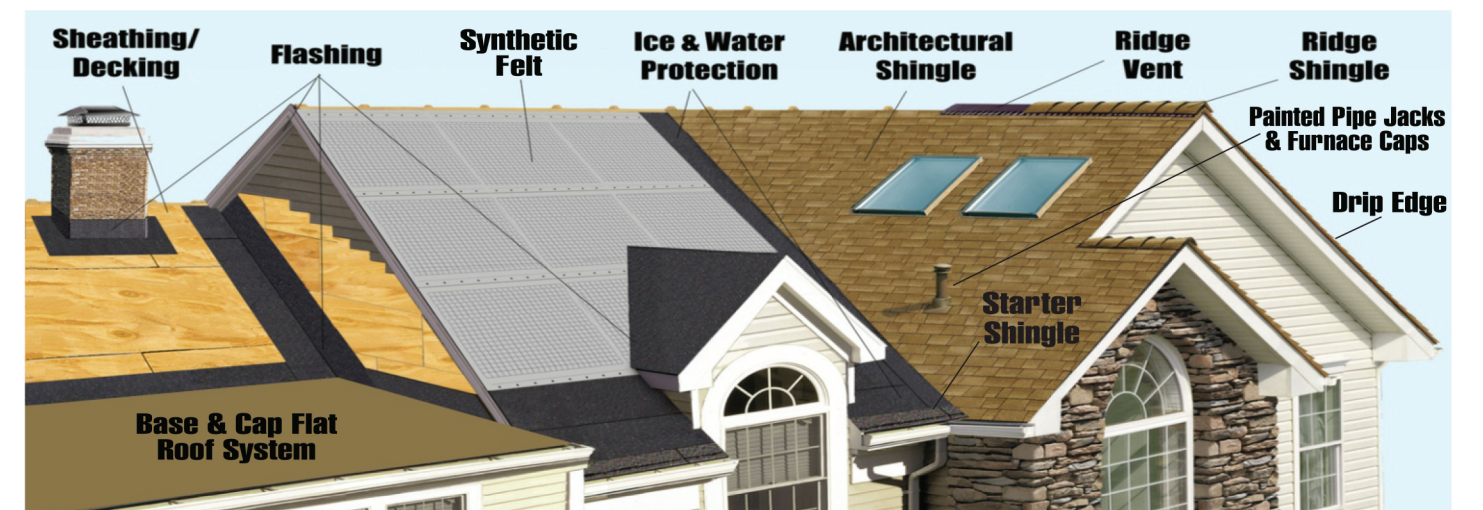 Sheathing/
Decking
Flashing
Synthetic
Felt
Ice & Water
Protection
Architectural
Shingle
Ridge
Vent
Ridge
Shingle
Painted Pipe Jacks
& Furnace Caps
Drip Edge
Starter
Shingle
Base & Cap Flat
Roof System